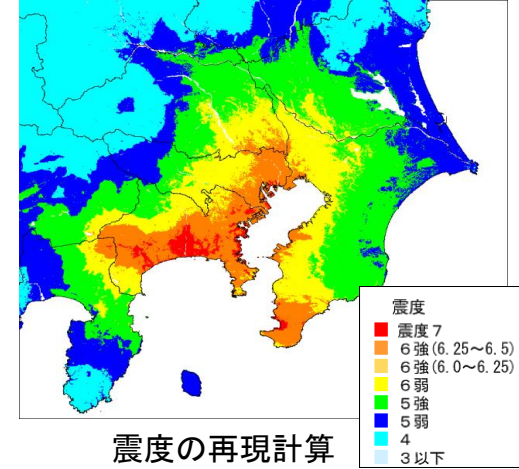 震度
震度７
６強(6.25～6.5)
６強(6.0～6.25)
６弱
５強
５弱
４
３以下
震度の再現計算